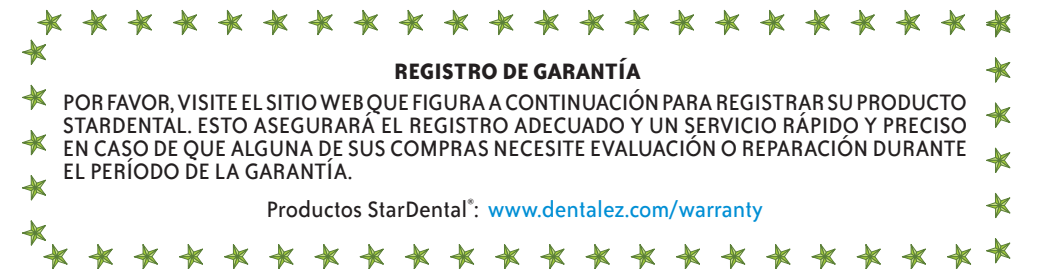 REGISTRO DE GARANTÍA
POR FAVOR, VISITE EL SITIO WEB QUE FIGURA A CONTINUACIÓN PARA REGISTRAR SU PRODUCTO
STARDENTAL. ESTO ASEGURARÁ EL REGISTRO ADECUADO Y UN SERVICIO RÁPIDO Y PRECISO
EN CASO DE QUE ALGUNA DE SUS COMPRAS NECESITE EVALUACIÓN O REPARACIÓN DURANTE
EL PERÍODO DE LA GARANTÍA.
Productos StarDental®: www.dentalez.com/warranty